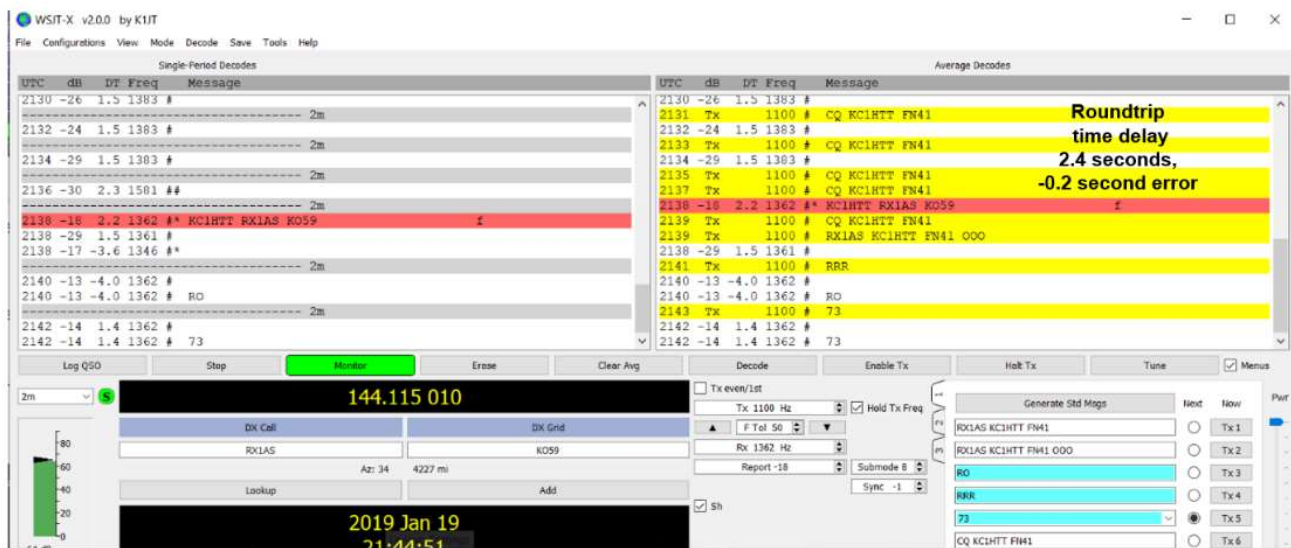 WSJT-X v2.0.0 by K1JT
File Configurations View Mode Decode Save Tools Help
Single-Period Decodes
UTC dB DT Freq Message
2130 -26 1.5 1383 #
------------------------------- 2m
2132 -24 1.5 1383 #
------------------------------- 2m
2134 -29 1.5 1383 #
------------------------------- 2m
2136 -30 2.3 1581 ##
------------------------------- 2m
2138 -18 2.2 1362 #* KC1HTT RX1AS KO59 f
2138 -29 1.5 1361 #
2138 -17 -3.6 1346 #*
------------------------------- 2m
2140 -13 -4.0 1362 #
2140 -13 -4.0 1362 # RO
------------------------------- 2m
2142 -14 1.4 1362 #
2142 -14 1.4 1362 # 73
Average Decodes
UTC dB DT Freq Message
2130 -26 1.5 1383 #
2131 Tx 1100 # CQ KC1HTT FN41
2132 -24 1.5 1383 #
2133 Tx 1100 # CQ KC1HTT FN41
2134 -29 1.5 1383 #
2135 Tx 1100 # CQ KC1HTT FN41
2137 Tx 1100 # CQ KC1HTT FN41
2138 -18 2.2 1362 #* KC1HTT RX1AS KO59 f
2139 Tx 1100 # CQ KC1HTT FN41
2139 Tx 1100 # RX1AS KC1HTT FN41 OOO
2138 -29 1.5 1361 #
2141 Tx 1100 # RRR
2140 -13 -4.0 1362 #
2140 -13 -4.0 1362 # RO
2143 Tx 1100 # 73
2142 -14 1.4 1362 #
2142 -14 1.4 1362 # 73
Roundtrip
time delay
2.4 seconds,
-0.2 second error
Log QSO Stop Monitor Erase Clear Avg Decode Enable Tx Halt Tx Tune Menus
2m S
144.115 010
DX Call DX Grid
RX1AS KO59
Az: 34 4227 mi
Lookup Add
2019 Jan 19
21:44:51
-80
-60
-40
-20
-0
Tx even/1st
Tx 1100 Hz Hold Tx Freq
F Tol 50
Rx 1362 Hz
Report -18 Submode B
Sync -1
Sh
1
2
3
Generate Std Msgs Next Now Pwr
RX1AS KC1HTT FN41 Tx 1
RX1AS KC1HTT FN41 OOO Tx 2
RO Tx 3
RRR Tx 4
73 Tx 5
CQ KC1HTT FN41 Tx 6